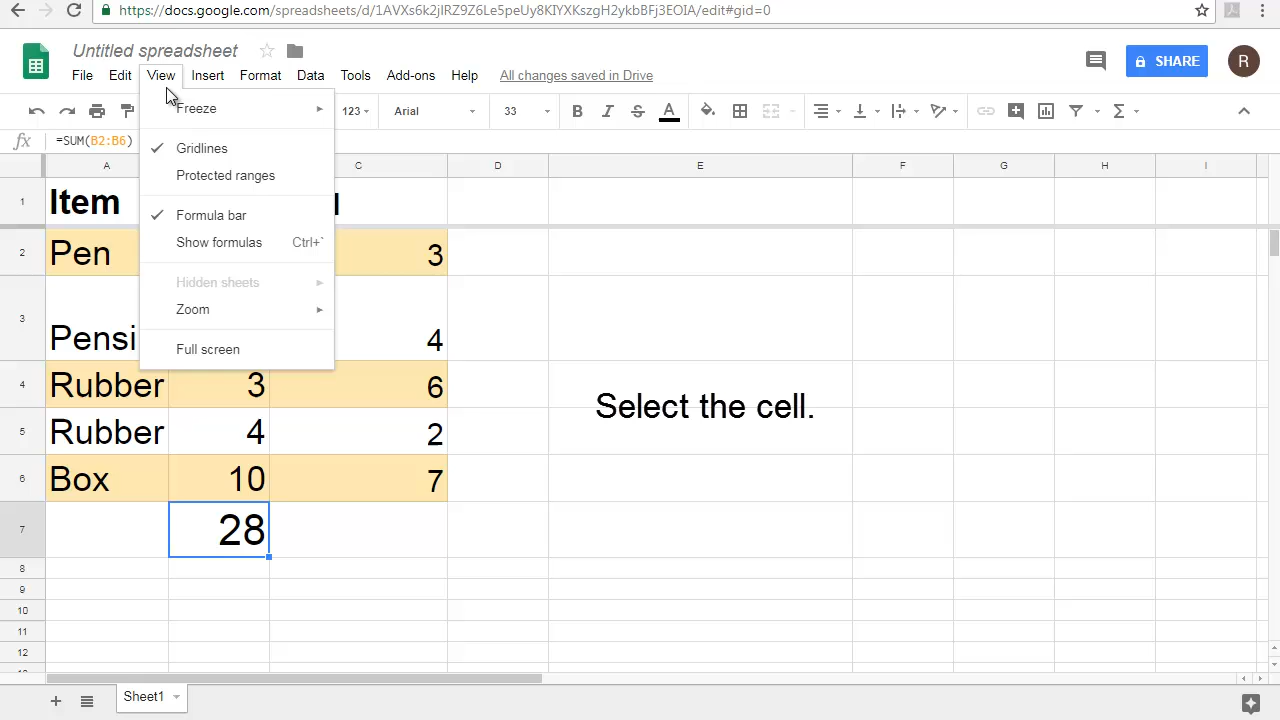 https://docs.google.com/spreadsheets/d/1AVXs6k2jIRZ9Z6Le5peUy8KIYXKszgH2ykbBFj3EOIA/edit#gid=0
Untitled spreadsheet
File Edit View Insert Format Data Tools Add-ons Help All changes saved in Drive
SHARE R
123 Arial 33 B I S A Σ
fx =SUM(B2:B6)
Freeze
Gridlines
Protected ranges
Formula bar
Show formulas Ctrl+`
Hidden sheets
Zoom
Full screen
A C D E F G H I
1 Item
2 Pen 3
3 Pensi 4
4 Rubber 3 6
Select the cell.
5 Rubber 4 2
6 Box 10 7
7 28
8
9
10
11
12
Sheet1